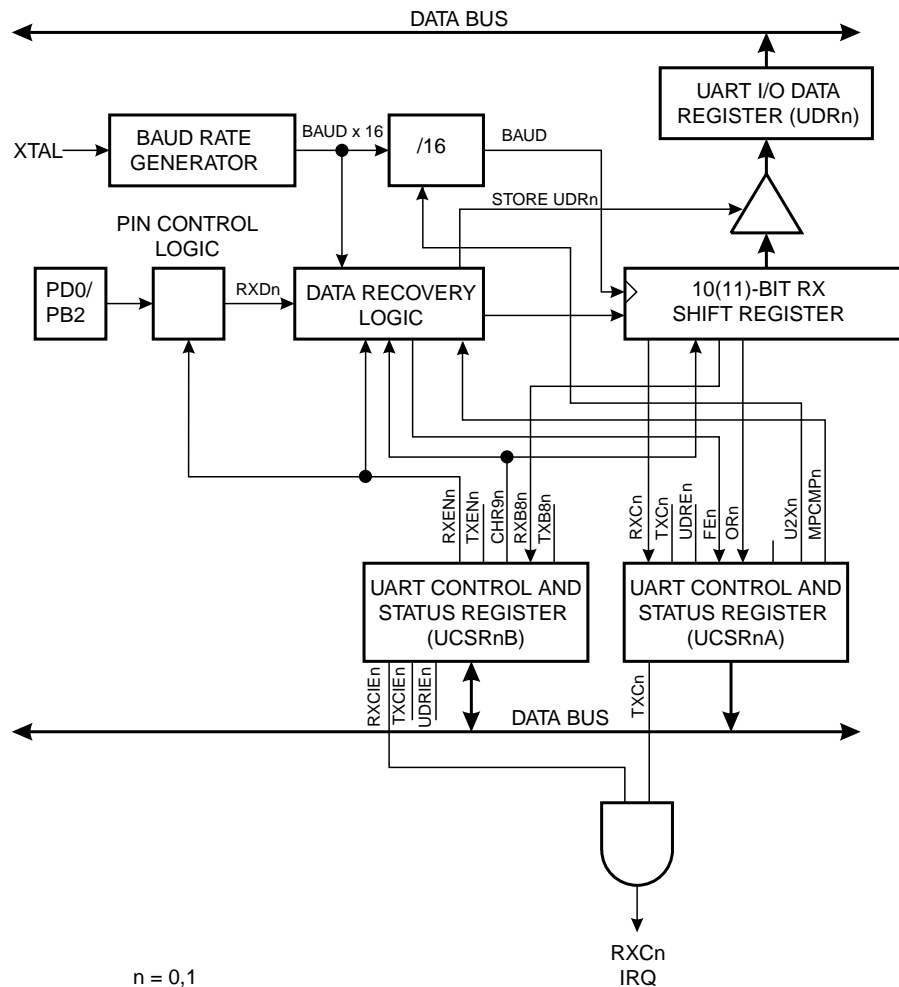 DATA BUS
UART I/O DATA
REGISTER (UDRn)
XTAL
BAUD RATE
GENERATOR
BAUD x 16
/16
BAUD
STORE UDRn
PIN CONTROL
LOGIC
PD0/
PB2
RXDn
DATA RECOVERY
LOGIC
10(11)-BIT RX
SHIFT REGISTER
RXENn
TXENn
CHR9n
RXB8n
TXB8n
RXCn
TXCn
UDREn
FEn
ORn
U2Xn
MPCMPn
UART CONTROL AND
STATUS REGISTER
(UCSRnB)
UART CONTROL AND
STATUS REGISTER
(UCSRnA)
RXCIEn
TXCIEn
UDRIEn
TXCn
DATA BUS
RXCn
IRQ
n = 0,1